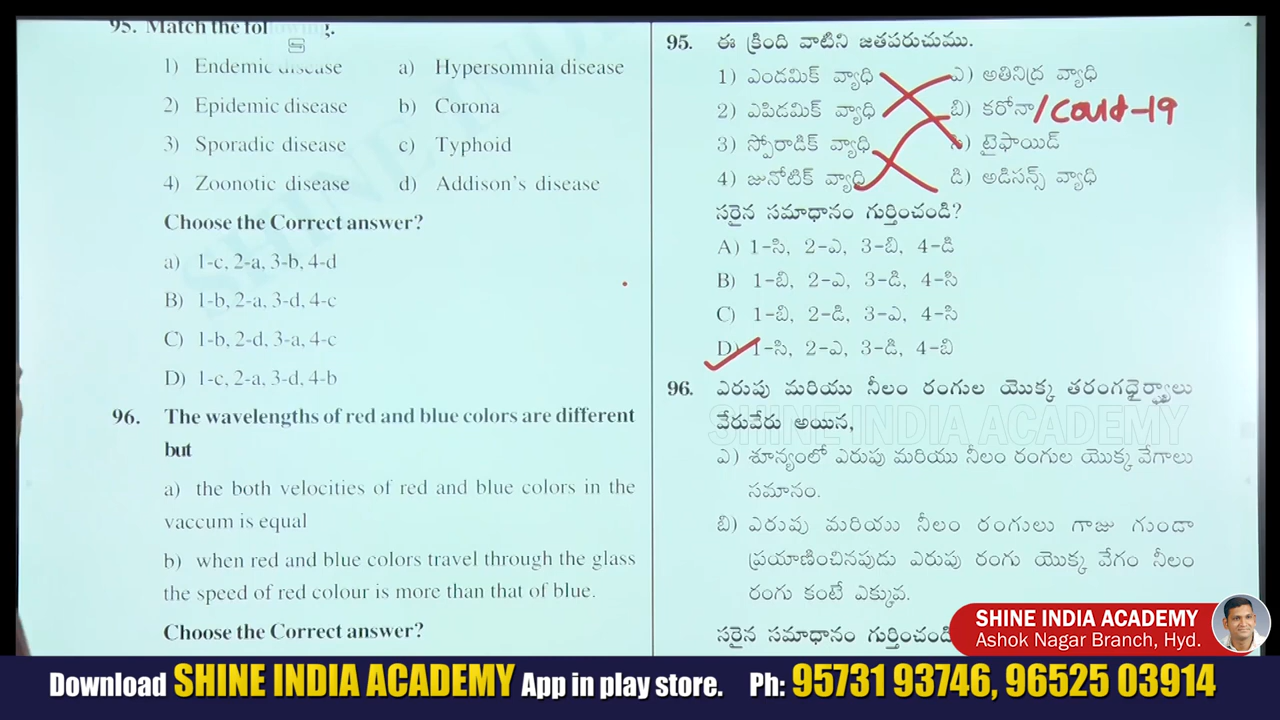 95. Match the following.
1) Endemic disease a) Hypersomnia disease
2) Epidemic disease b) Corona
3) Sporadic disease c) Typhoid
4) Zoonotic disease d) Addison's disease
Choose the Correct answer?
a) 1-c, 2-a, 3-b, 4-d
B) 1-b, 2-a, 3-d, 4-c
C) 1-b, 2-d, 3-a, 4-c
D) 1-c, 2-a, 3-d, 4-b
96. The wavelengths of red and blue colors are different
but
a) the both velocities of red and blue colors in the
vaccum is equal
b) when red and blue colors travel through the glass
the speed of red colour is more than that of blue.
Choose the Correct answer?
95. ఈ క్రింది వాటిని జతపరుచుము.
1) ఎండమిక్ వ్యాధి ఎ) అతినిద్ర వ్యాధి
2) ఎపిడమిక్ వ్యాధి బి) కరోనా /Covid-19
3) స్పోరాడిక్ వ్యాధి సి) టైఫాయిడ్
4) జునోటిక్ వ్యాధి డి) అడిసన్స్ వ్యాధి
సరైన సమాధానం గుర్తించండి?
A) 1-సి, 2-ఎ, 3-బి, 4-డి
B) 1-బి, 2-ఎ, 3-డి, 4-సి
C) 1-బి, 2-డి, 3-ఎ, 4-సి
D) 1-సి, 2-ఎ, 3-డి, 4-బి
96. ఎరుపు మరియు నీలం రంగుల యొక్క తరంగధైర్ఘ్యాలు
వేరువేరు అయిన,
SHINE INDIA ACADEMY
ఎ) శూన్యంలో ఎరుపు మరియు నీలం రంగుల యొక్క వేగాలు
సమానం.
బి) ఎరువు మరియు నీలం రంగులు గాజు గుండా
ప్రయాణించినపుడు ఎరుపు రంగు యొక్క వేగం నీలం
రంగు కంటే ఎక్కువ.
సరైన సమాధానం గుర్తించండి
SHINE INDIA ACADEMY
Ashok Nagar Branch, Hyd.
Download SHINE INDIA ACADEMY App in play store. Ph: 95731 93746, 96525 03914